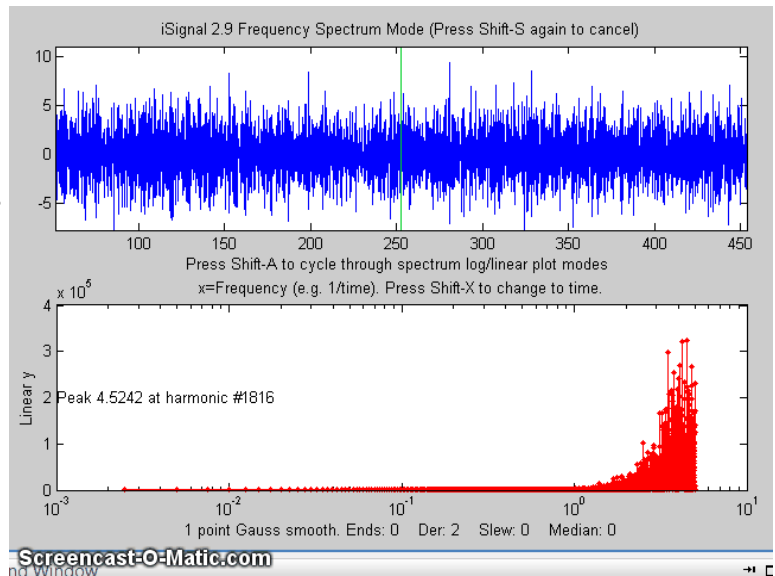 iSignal 2.9 Frequency Spectrum Mode (Press Shift-S again to cancel)
10
5
0
-5
100 150 200 250 300 350 400 450
Press Shift-A to cycle through spectrum log/linear plot modes
x=Frequency (e.g. 1/time). Press Shift-X to change to time.
x 10^5
4
3
2
1
0
Linear y
Peak 4.5242 at harmonic #1816
10^-3 10^-2 10^-1 10^0 10^1
1 point Gauss smooth. Ends: 0 Der: 2 Slew: 0 Median: 0
Screencast-O-Matic.com
Window